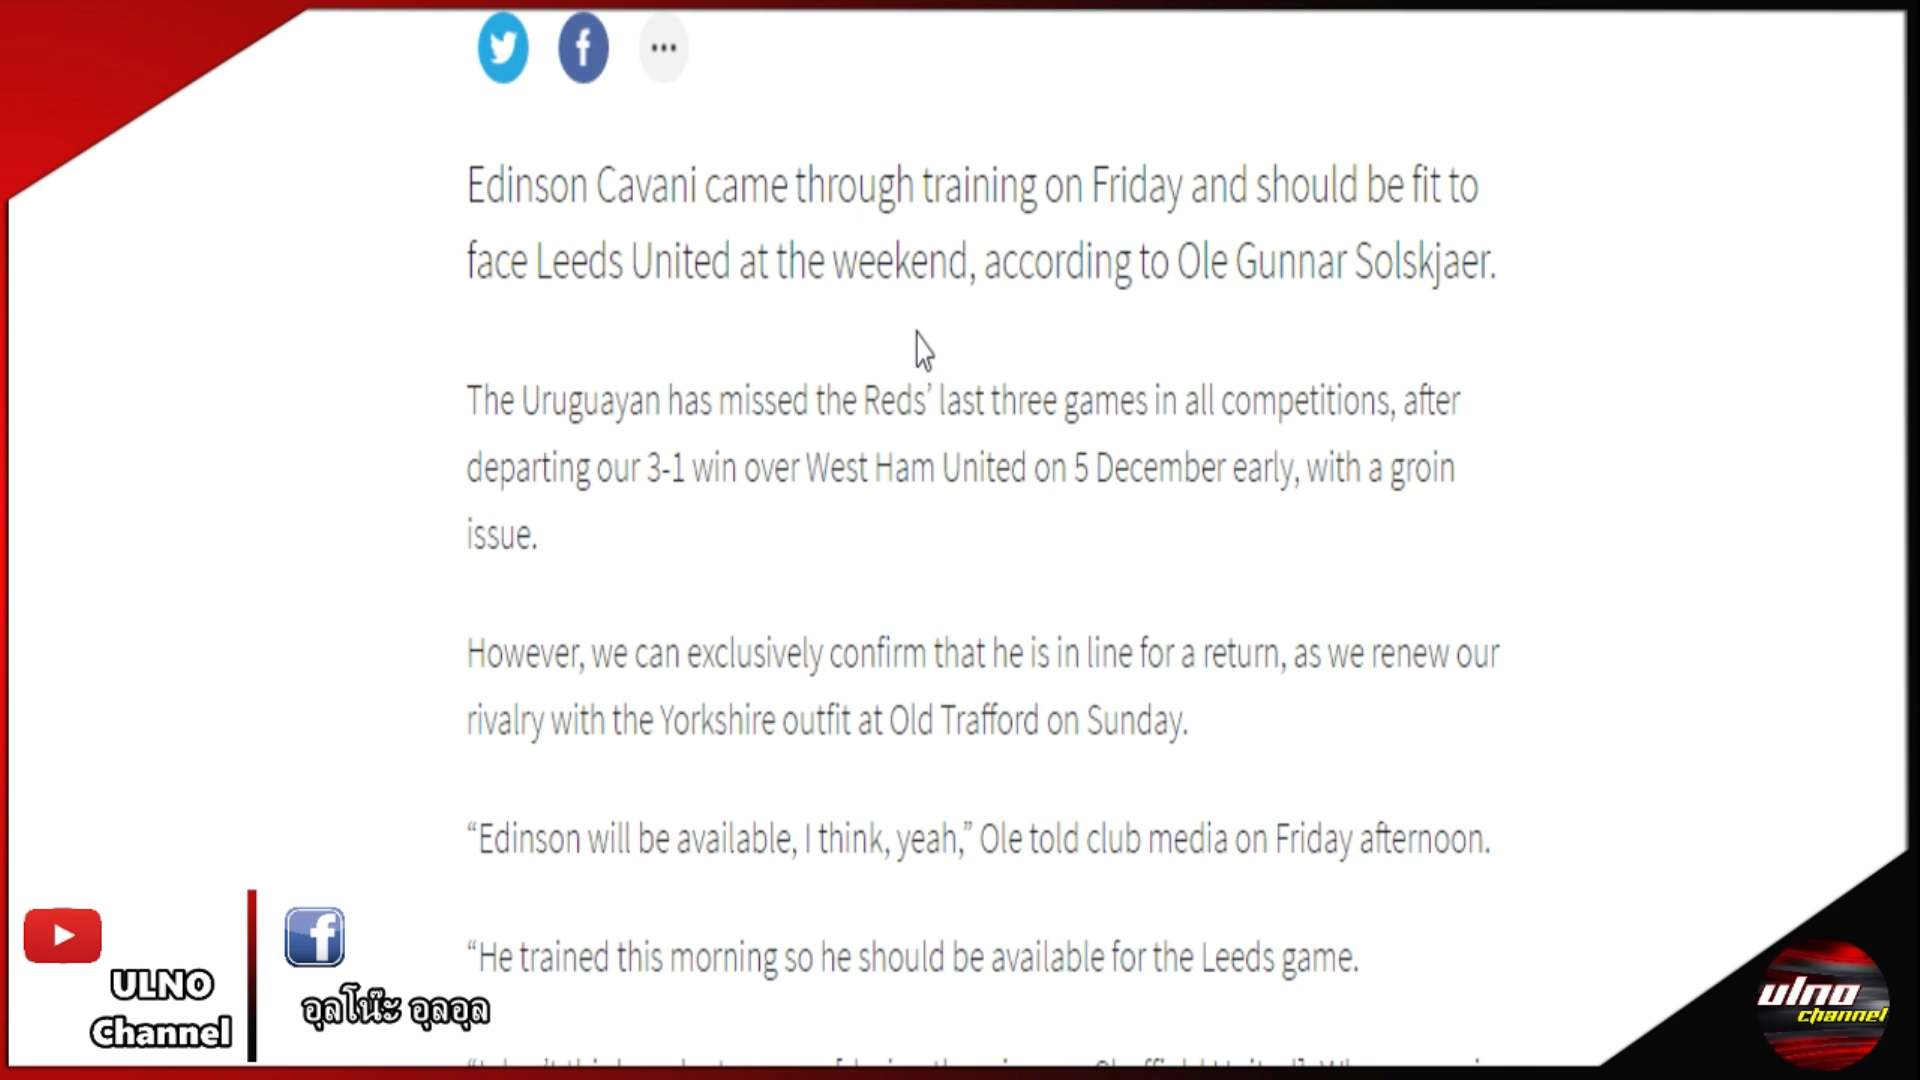 Edinson Cavani came through training on Friday and should be fit to
face Leeds United at the weekend, according to Ole Gunnar Solskjaer.
The Uruguayan has missed the Reds’ last three games in all competitions, after
departing our 3-1 win over West Ham United on 5 December early, with a groin
issue.
However, we can exclusively confirm that he is in line for a return, as we renew our
rivalry with the Yorkshire outfit at Old Trafford on Sunday.
“Edinson will be available, I think, yeah,” Ole told club media on Friday afternoon.
“He trained this morning so he should be available for the Leeds game.
ULNO
Channel
อุลโน๊ะ อุลอุล
ulno
channel